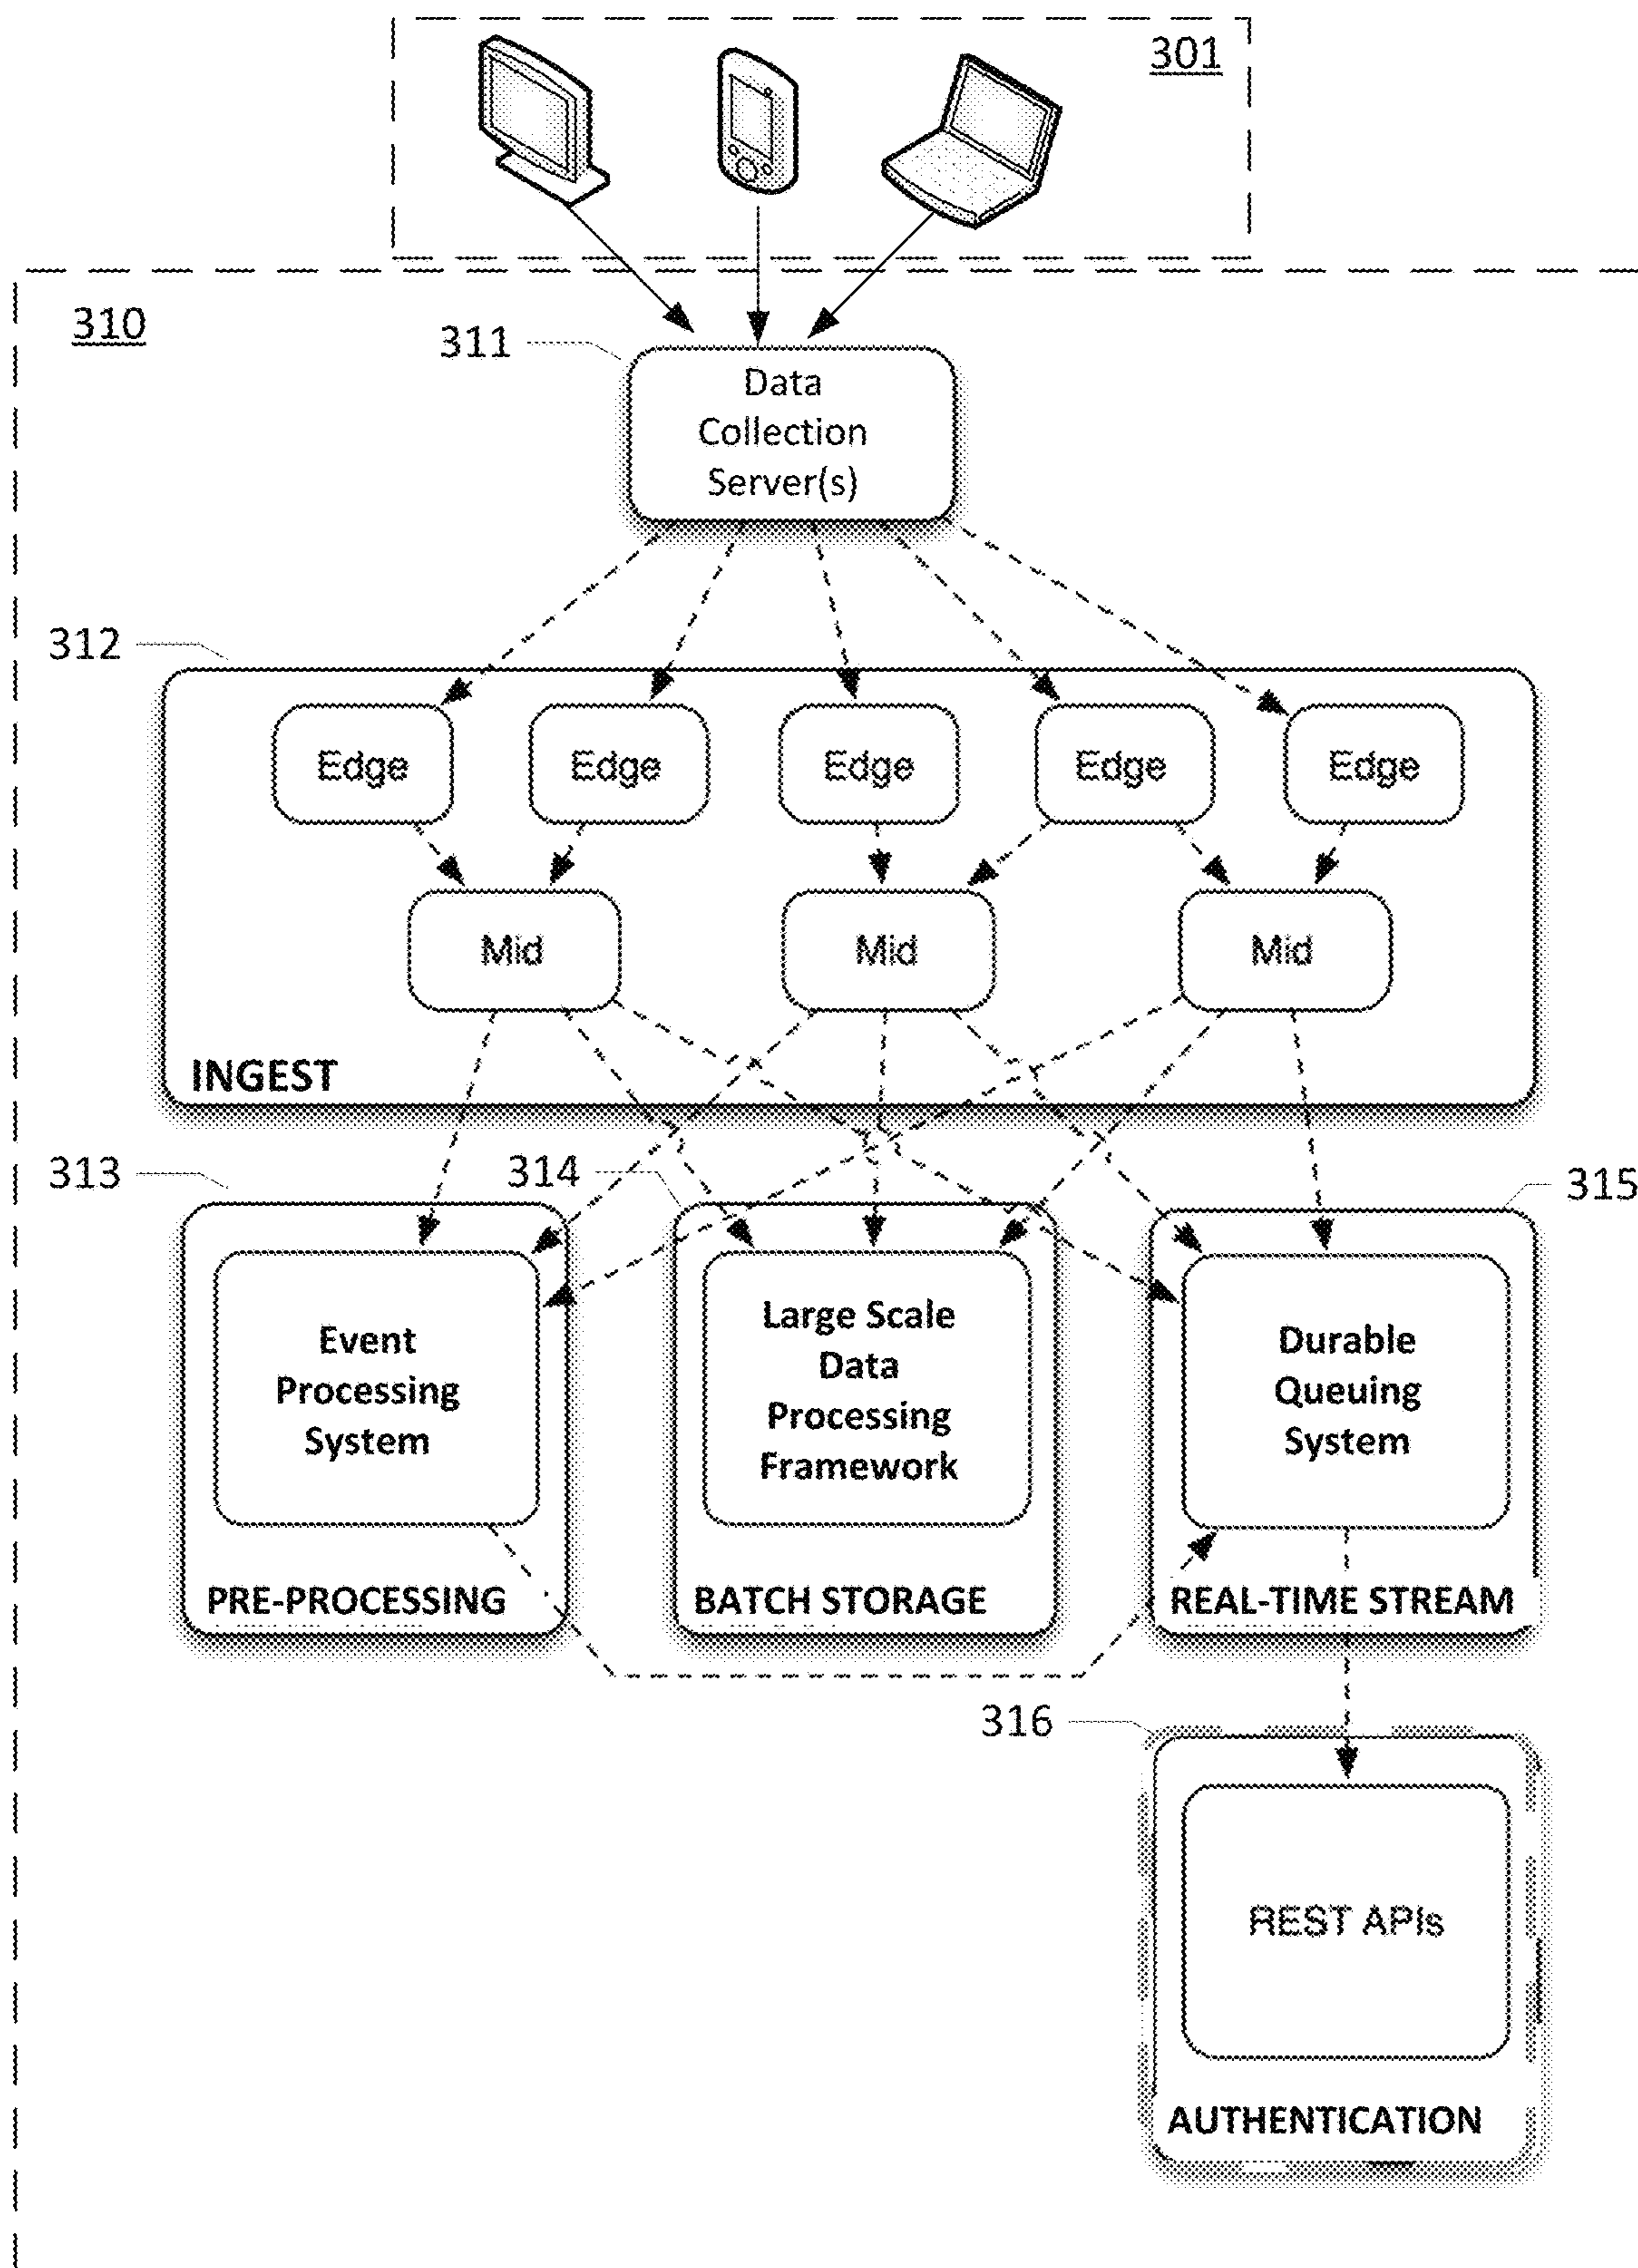 301
310
311
Data
Collection
Server(s)
312
Edge Edge Edge Edge Edge
Mid Mid Mid
INGEST
313
314
315
Event
Processing
System
PRE-PROCESSING
Large Scale
Data
Processing
Framework
BATCH STORAGE
Durable
Queuing
System
REAL-TIME STREAM
316
REST APIs
AUTHENTICATION